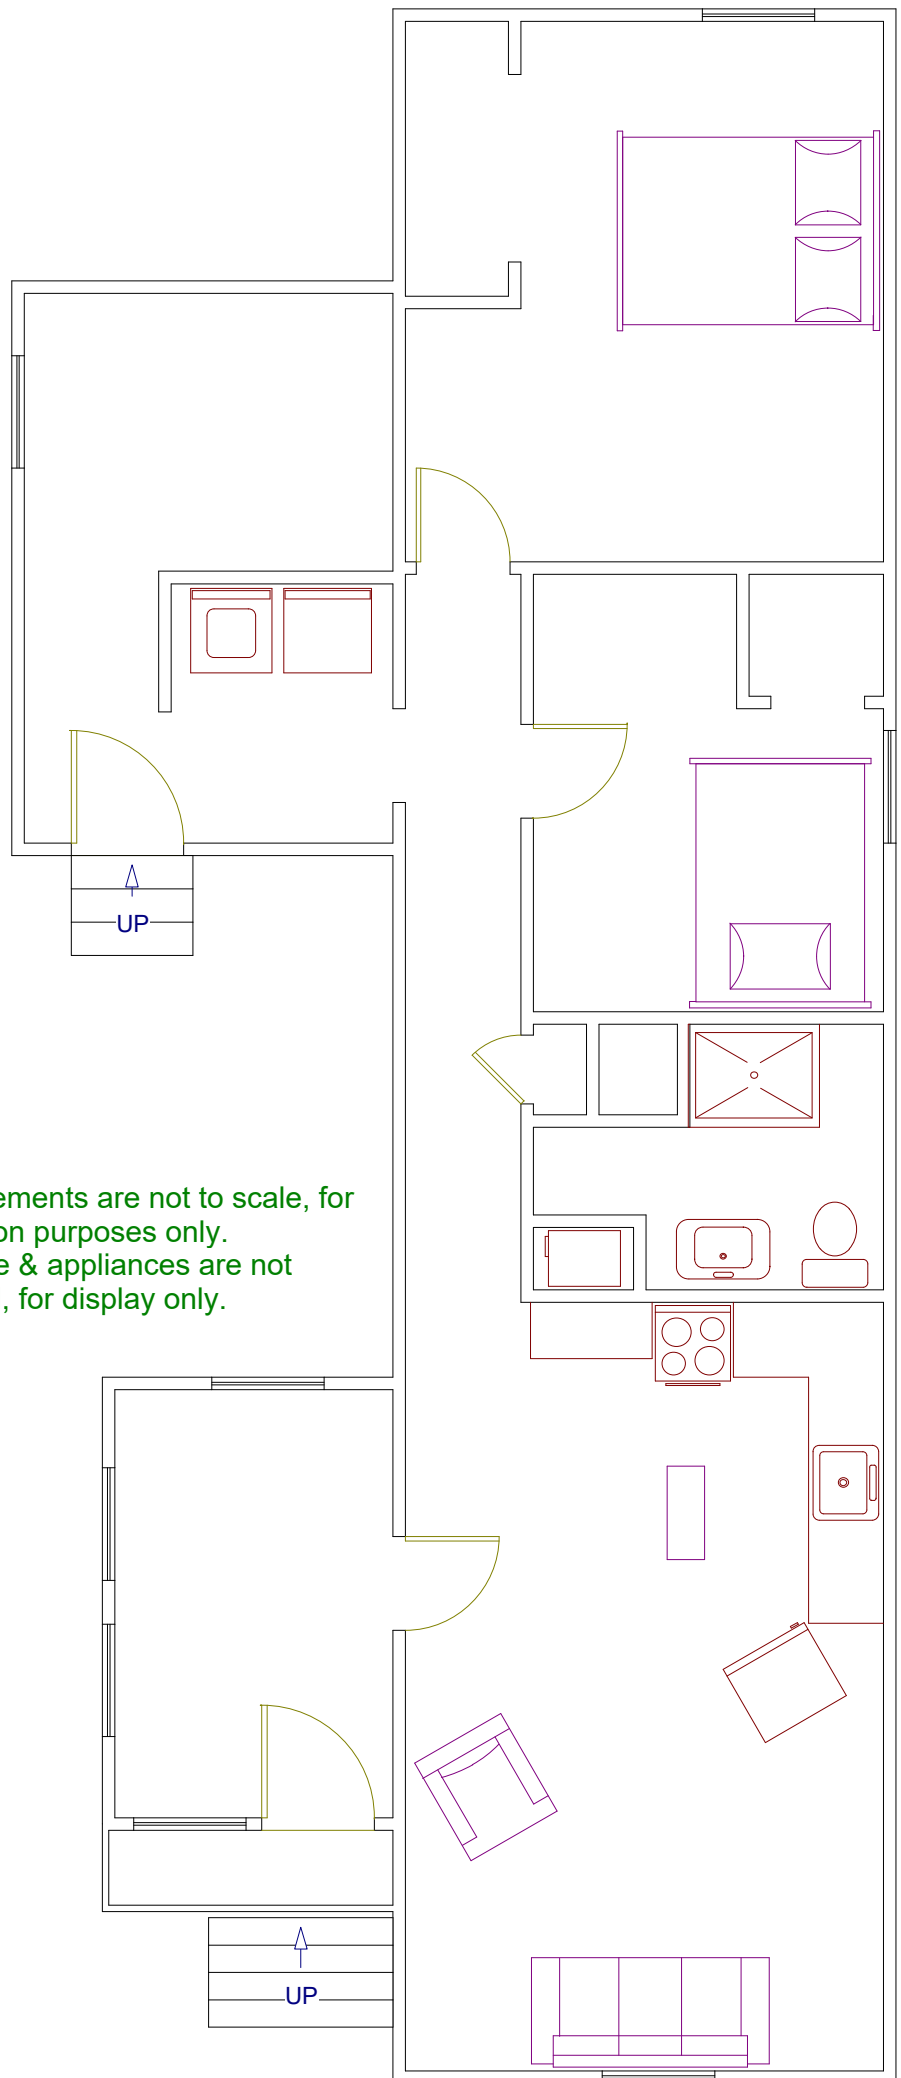 UP
ements are not to scale, for
on purposes only.
e & appliances are not
, for display only.
UP